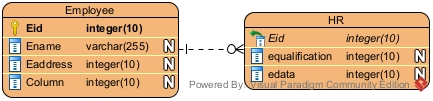 Employee
Eid integer(10)
Ename varchar(255) N
Eaddress integer(10) N
Column integer(10) N
HR
Eid integer(10)
equalification integer(10) N
edata integer(10) N
Powered By Visual Paradigm Community Edition